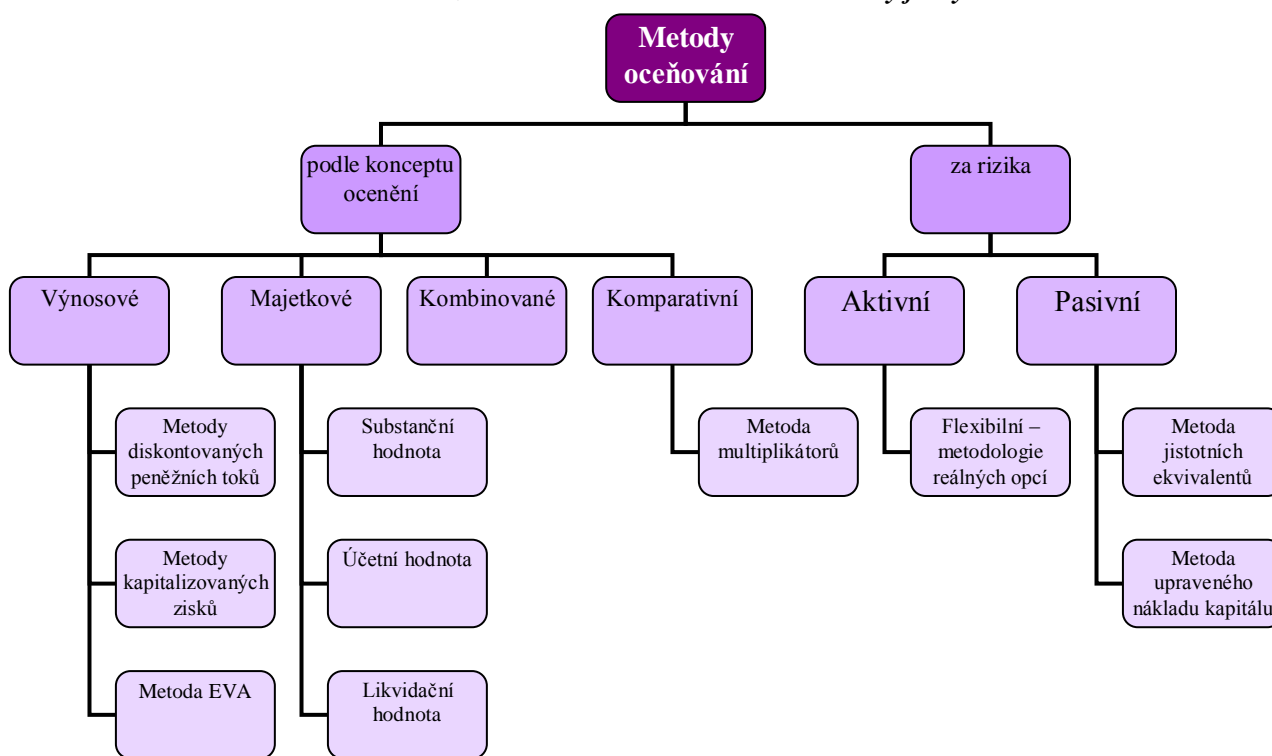 Metody
oceňování
podle konceptu
ocenění
za rizika
Výnosové
Majetkové
Kombinované
Komparativní
Aktivní
Pasivní
Metody
diskontovaných
peněžních toků
Substanční
hodnota
Metoda
multiplikátorů
Flexibilní –
metodologie
reálných opcí
Metoda
jistotních
ekvivalentů
Metody
kapitalizovaných
zisků
Účetní hodnota
Metoda
upraveného
nákladu kapitálu
Metoda EVA
Likvidační
hodnota